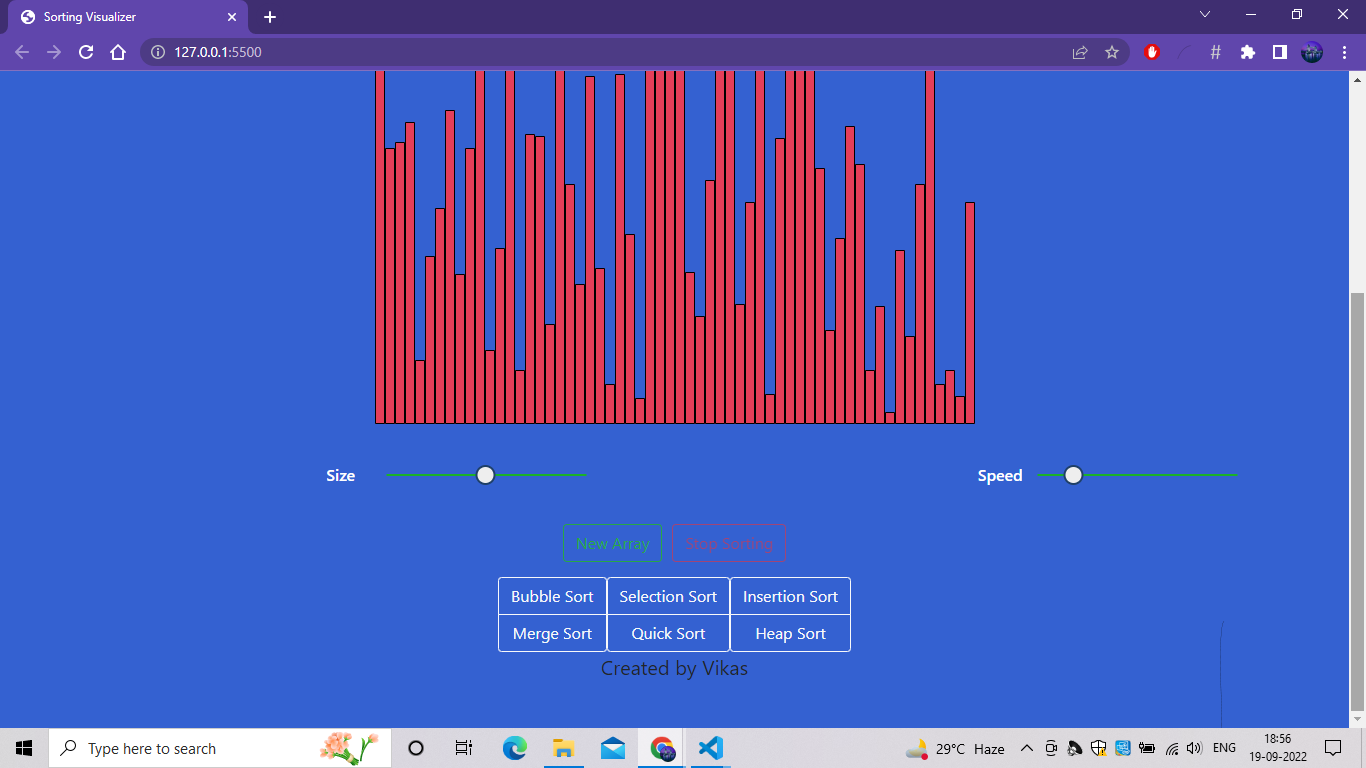 Sorting Visualizer
127.0.0.1:5500
Size
Speed
New Array
Stop Sorting
Bubble Sort
Selection Sort
Insertion Sort
Merge Sort
Quick Sort
Heap Sort
Created by Vikas
Type here to search
29°C Haze
ENG
18:56
19-09-2022